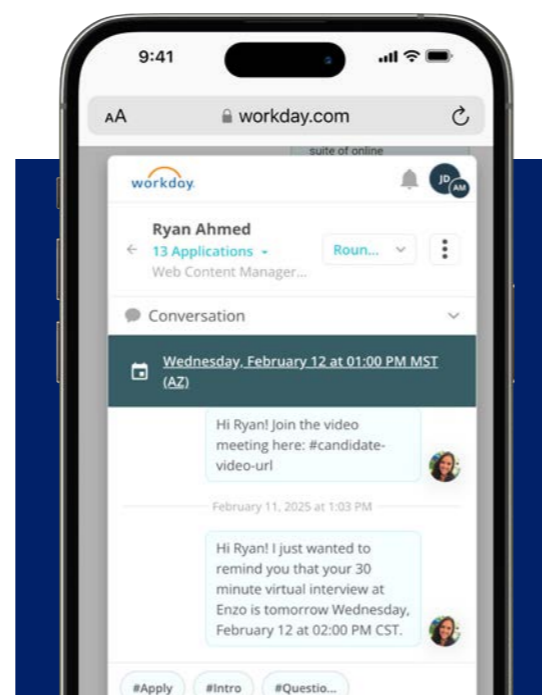 9:41
AA
workday.com
suite of online
workday.
JD
AM
Ryan Ahmed
13 Applications
Roun...
Web Content Manager...
Conversation
Wednesday, February 12 at 01:00 PM MST
(AZ)
Hi Ryan! Join the video
meeting here: #candidate-
video-url
February 11, 2025 at 1:03 PM
Hi Ryan! I just wanted to
remind you that your 30
minute virtual interview at
Enzo is tomorrow Wednesday,
February 12 at 02:00 PM CST.
#Apply #Intro #Questio...